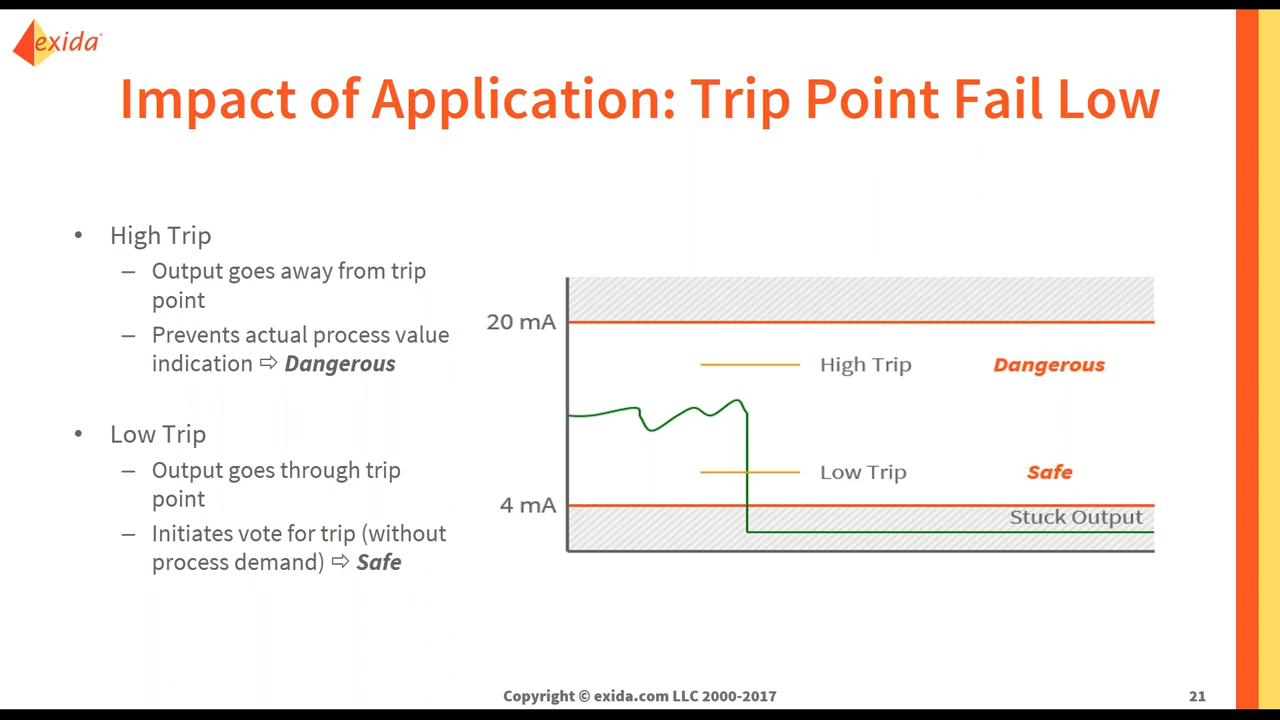 exida
Impact of Application: Trip Point Fail Low
• High Trip
– Output goes away from trip
point
– Prevents actual process value
indication ⇨ Dangerous
• Low Trip
– Output goes through trip
point
– Initiates vote for trip (without
process demand) ⇨ Safe
20 mA
High Trip Dangerous
Low Trip Safe
4 mA
Stuck Output
Copyright © exida.com LLC 2000-2017
21